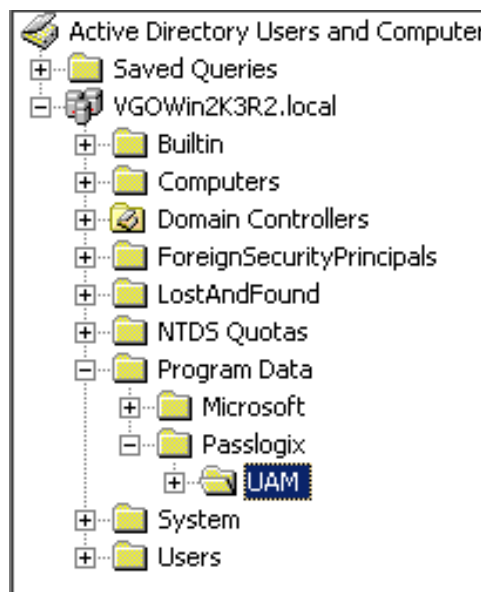 Active Directory Users and Computer
Saved Queries
VGOWin2K3R2.local
Builtin
Computers
Domain Controllers
ForeignSecurityPrincipals
LostAndFound
NTDS Quotas
Program Data
Microsoft
Passlogix
UAM
System
Users